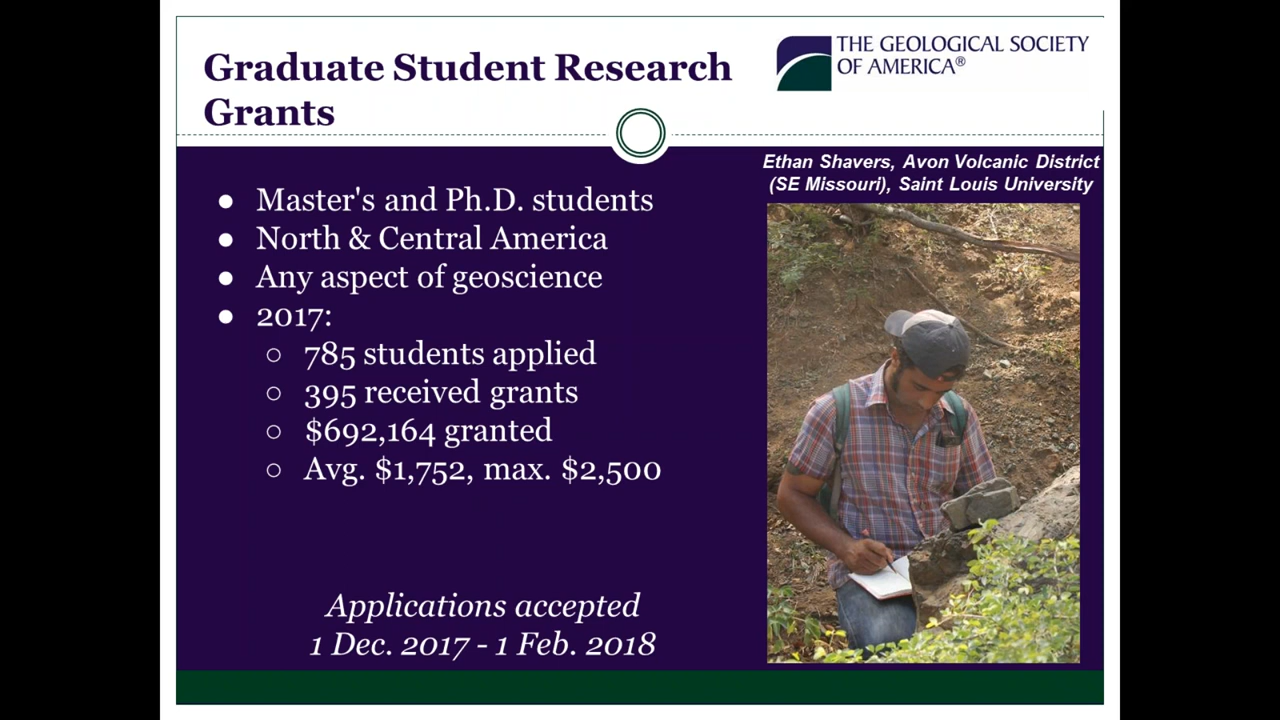 Graduate Student Research
Grants
THE GEOLOGICAL SOCIETY
OF AMERICA®
Ethan Shavers, Avon Volcanic District
(SE Missouri), Saint Louis University
● Master's and Ph.D. students
● North & Central America
● Any aspect of geoscience
● 2017:
○ 785 students applied
○ 395 received grants
○ $692,164 granted
○ Avg. $1,752, max. $2,500
Applications accepted
1 Dec. 2017 - 1 Feb. 2018